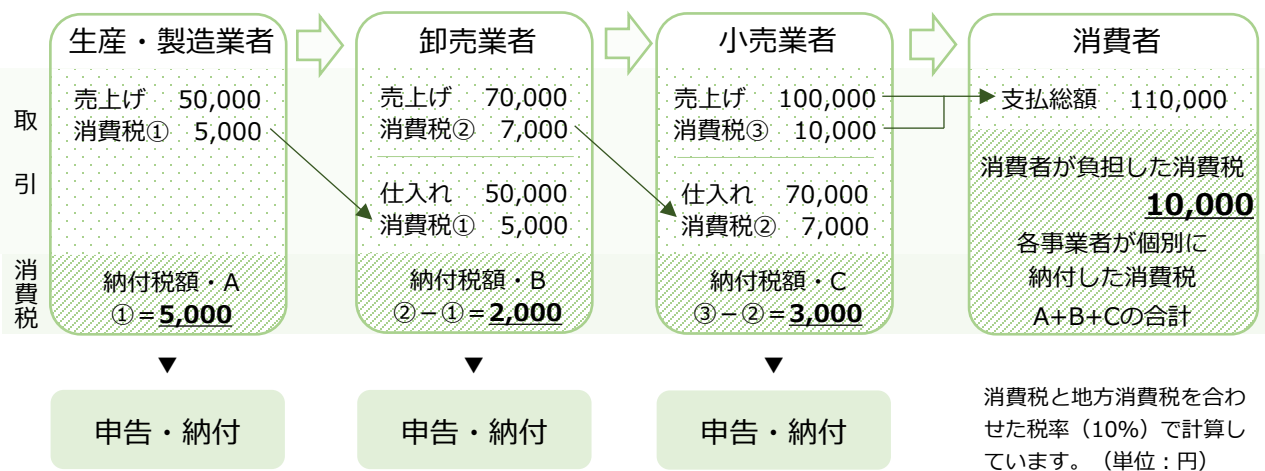 生産・製造業者
卸売業者
小売業者
消費者
取引
売上げ 50,000
消費税① 5,000
売上げ 70,000
消費税② 7,000
仕入れ 50,000
消費税① 5,000
売上げ 100,000
消費税③ 10,000
仕入れ 70,000
消費税② 7,000
支払総額 110,000
消費者が負担した消費税
10,000
各事業者が個別に
納付した消費税
A+B+Cの合計
消費税
納付税額・A
①=5,000
納付税額・B
②-①=2,000
納付税額・C
③-②=3,000
▼
▼
▼
申告・納付
申告・納付
申告・納付
消費税と地方消費税を合わ
せた税率（10%）で計算し
ています。（単位：円）